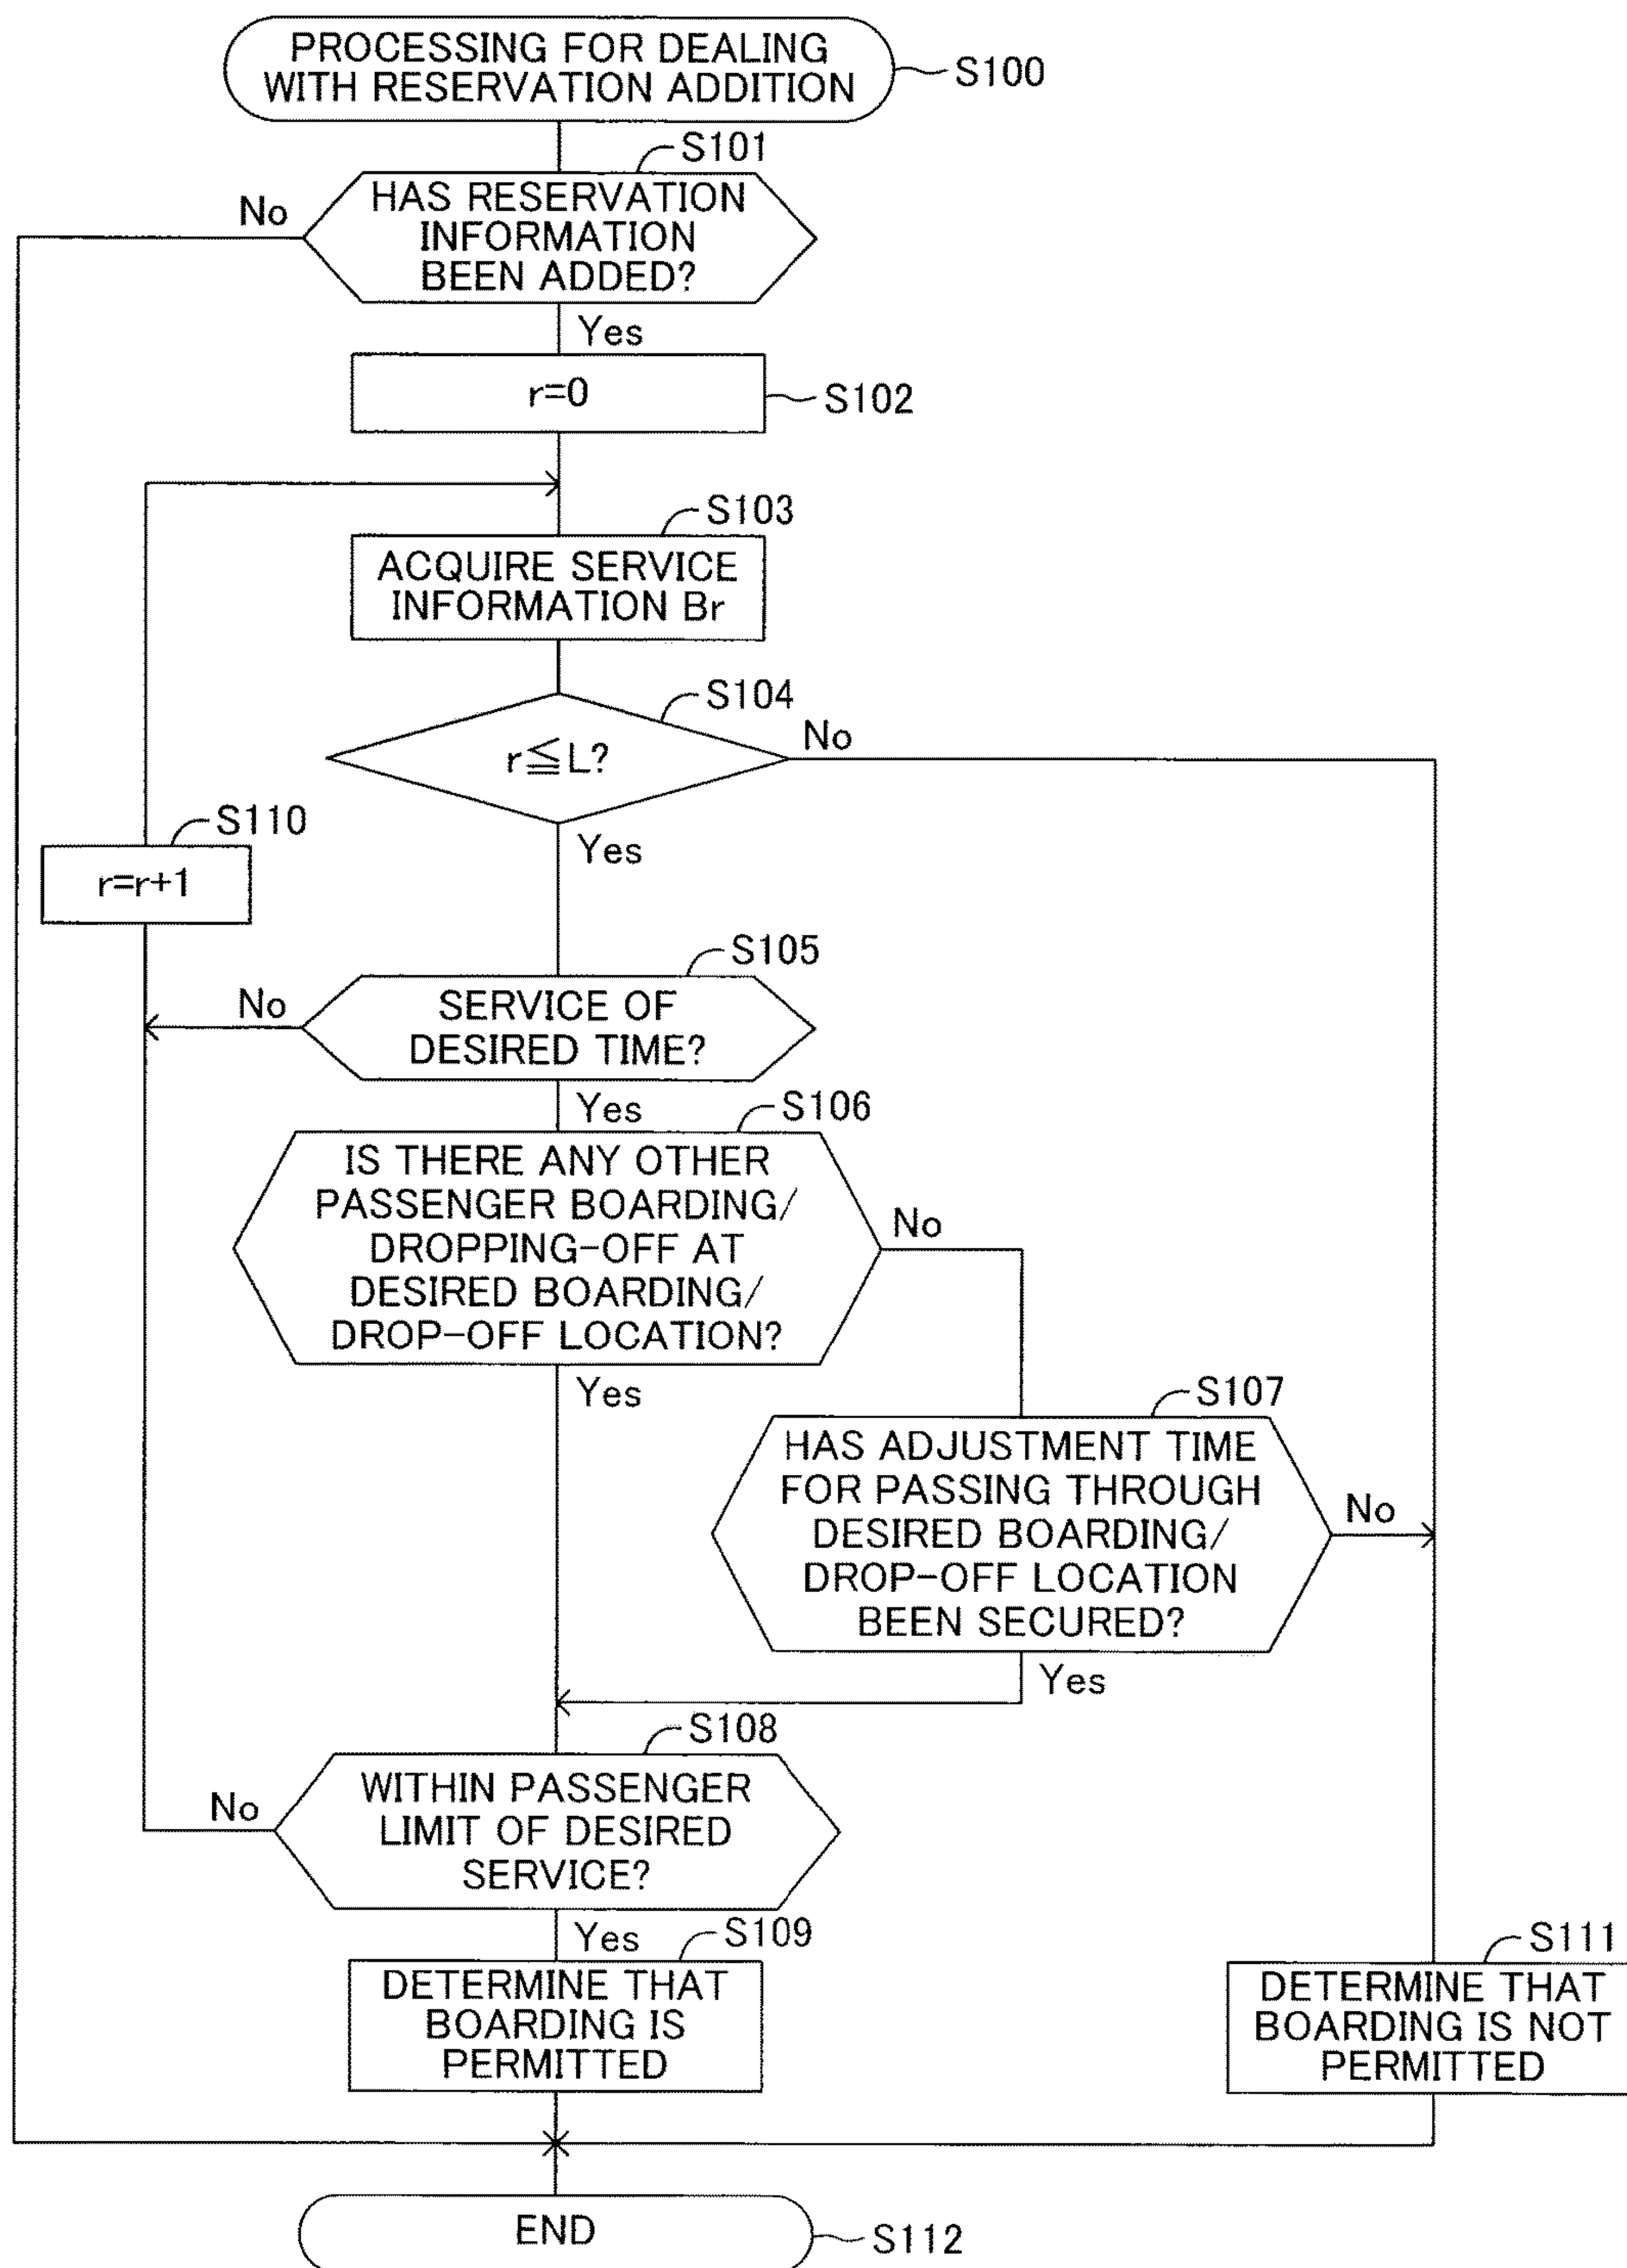 PROCESSING FOR DEALING
WITH RESERVATION ADDITION
S100
S101
HAS RESERVATION
INFORMATION
BEEN ADDED?
No
Yes
r=0
S102
S103
ACQUIRE SERVICE
INFORMATION Br
S104
r≦L?
No
Yes
S110
r=r+1
S105
SERVICE OF
DESIRED TIME?
No
Yes
S106
IS THERE ANY OTHER
PASSENGER BOARDING/
DROPPING-OFF AT
DESIRED BOARDING/
DROP-OFF LOCATION?
No
Yes
S107
HAS ADJUSTMENT TIME
FOR PASSING THROUGH
DESIRED BOARDING/
DROP-OFF LOCATION
BEEN SECURED?
No
Yes
S108
WITHIN PASSENGER
LIMIT OF DESIRED
SERVICE?
No
Yes
S109
DETERMINE THAT
BOARDING IS
PERMITTED
S111
DETERMINE THAT
BOARDING IS NOT
PERMITTED
END
S112